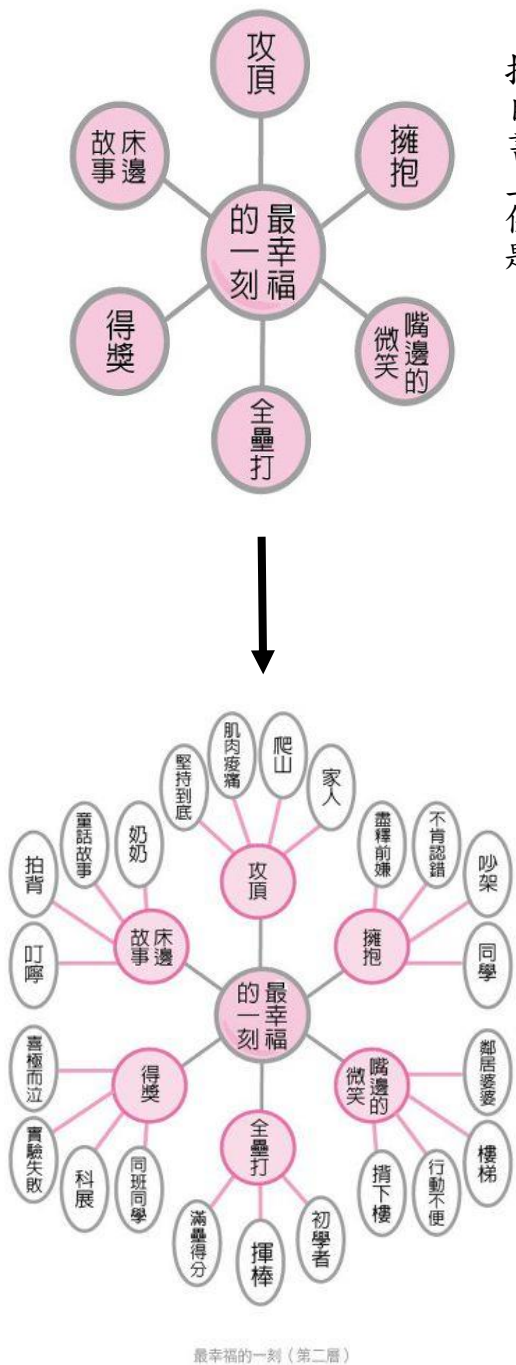 攻頂
擁抱
嘴邊的
微笑
全壘打
得獎
床邊
故事
最幸福
的一刻
攻頂
家人
爬山
肌肉痠痛
堅持到底
擁抱
盡釋前嫌
不肯認錯
吵架
同學
嘴邊的
微笑
鄰居婆婆
樓梯
行動不便
揹下樓
全壘打
初學者
揮棒
滿壘得分
得獎
同班同學
科展
實驗失敗
喜極而泣
床邊
故事
叮嚀
拍背
童話故事
奶奶
最幸福
的一刻
最幸福的一刻（第二層）